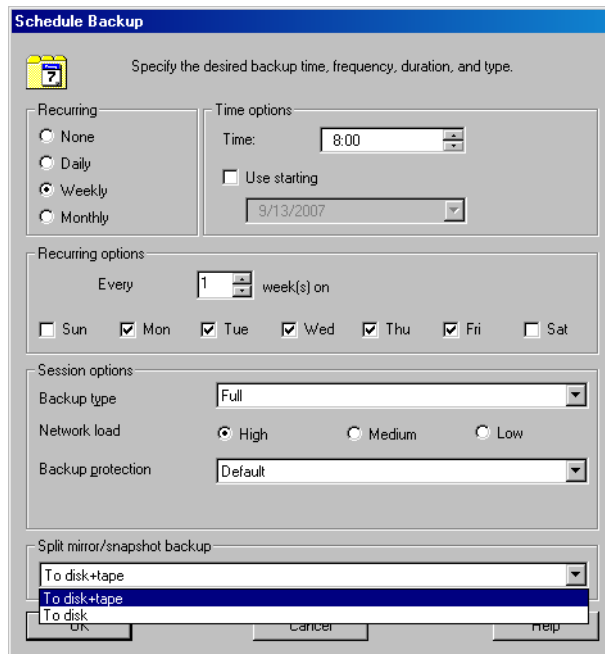 Schedule Backup
7
Specify the desired backup time, frequency, duration, and type.
Recurring
None
Daily
Weekly
Monthly
Time options
Time: 8:00
Use starting
9/13/2007
Recurring options
Every 1 week(s) on
Sun Mon Tue Wed Thu Fri Sat
Session options
Backup type Full
Network load High Medium Low
Backup protection Default
Split mirror/snapshot backup
To disk+tape
To disk+tape
To disk
OK Cancel Help